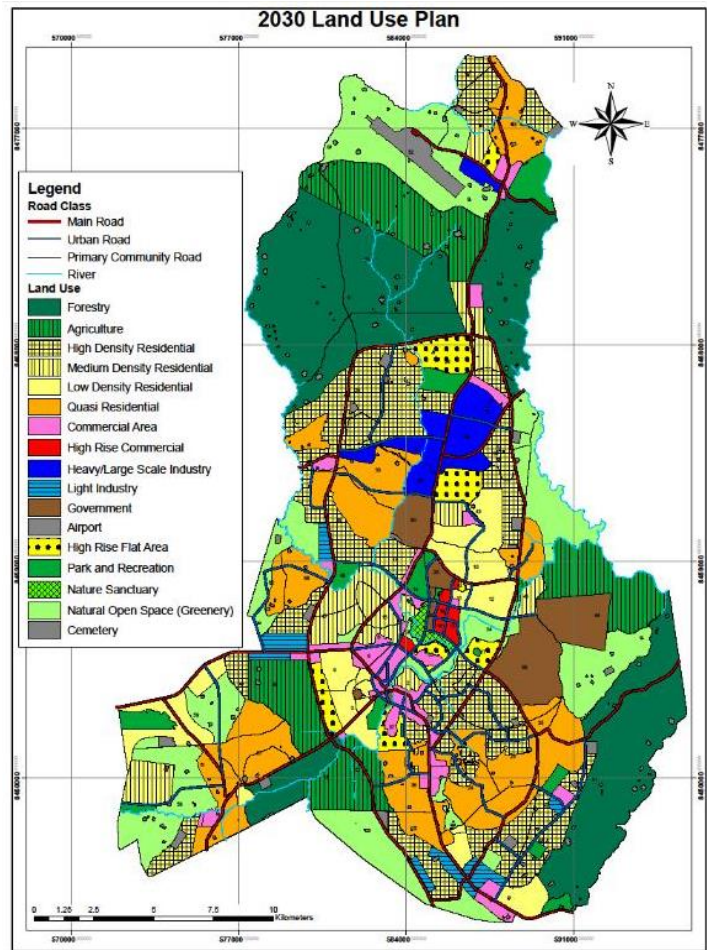 2030 Land Use Plan
570000 577000 584000 591000
N
W E
S
Legend
Road Class
Main Road
Urban Road
Primary Community Road
River
Land Use
Forestry
Agriculture
High Density Residential
Medium Density Residential
Low Density Residential
Quasi Residential
Commercial Area
High Rise Commercial
Heavy/Large Scale Industry
Light Industry
Government
Airport
High Rise Flat Area
Park and Recreation
Nature Sanctuary
Natural Open Space (Greenery)
Cemetery
0 1.25 2.5 5 7.5 10
Kilometers
570000 577000 584000 591000